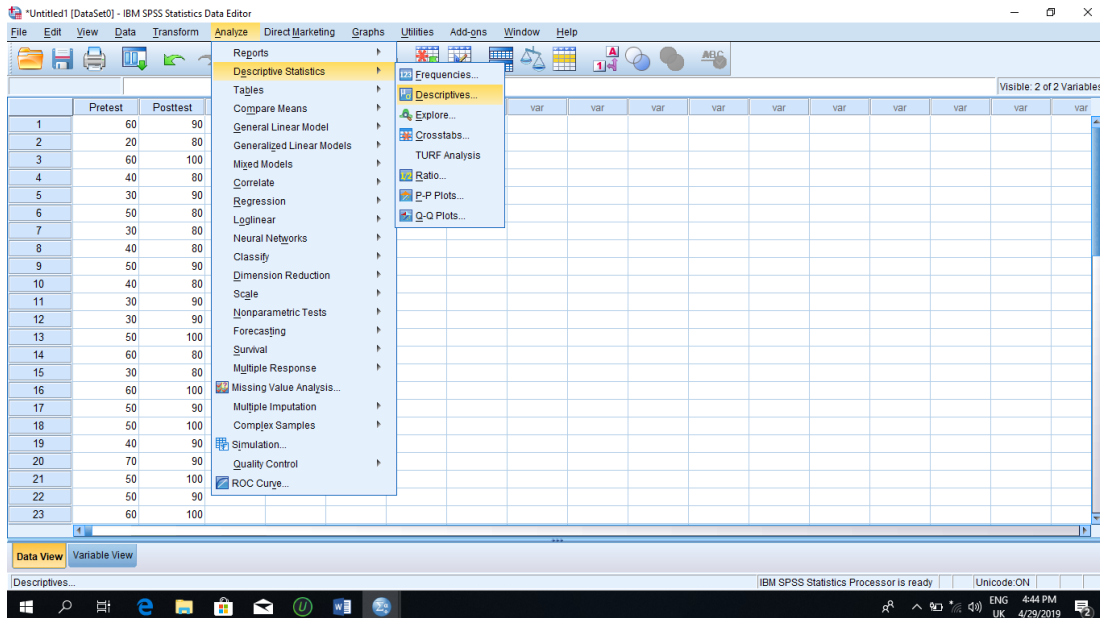 *Untitled1 [DataSet0] - IBM SPSS Statistics Data Editor
File Edit View Data Transform Analyze Direct Marketing Graphs Utilities Add-ons Window Help
Visible: 2 of 2 Variables
Reports
Descriptive Statistics
Tables
Compare Means
General Linear Model
Generalized Linear Models
Mixed Models
Correlate
Regression
Loglinear
Neural Networks
Classify
Dimension Reduction
Scale
Nonparametric Tests
Forecasting
Survival
Multiple Response
Missing Value Analysis...
Multiple Imputation
Complex Samples
Simulation...
Quality Control
ROC Curve...
Frequencies...
Descriptives...
Explore...
Crosstabs...
TURF Analysis
Ratio...
P-P Plots...
Q-Q Plots...
Pretest Posttest var var var var var var var
1 60 90
2 20 80
3 60 100
4 40 80
5 30 90
6 50 80
7 30 80
8 40 80
9 50 90
10 40 80
11 30 90
12 30 90
13 50 100
14 60 80
15 30 80
16 60 100
17 50 90
18 50 100
19 40 90
20 70 90
21 50 100
22 50 90
23 60 100
Data View Variable View
Descriptives... IBM SPSS Statistics Processor is ready Unicode:ON
ENG 4:44 PM
UK 4/29/2019